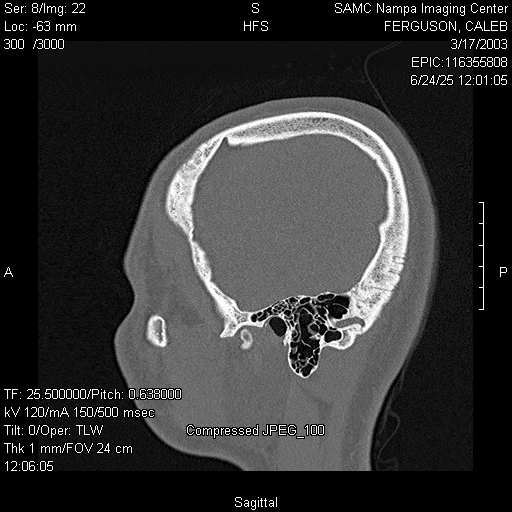 Ser: 8/Img: 22
S
SAMC Nampa Imaging Center
Loc: -63 mm
HFS
FERGUSON, CALEB
300 /3000
3/17/2003
EPIC:116355808
6/24/25 12:01:05
A
P
TF: 25.500000/Pitch: 0.638000
kV 120/mA 150/500 msec
Tilt: 0/Oper: TLW
Compressed JPEG_100
Thk 1 mm/FOV 24 cm
12:06:05
Sagittal